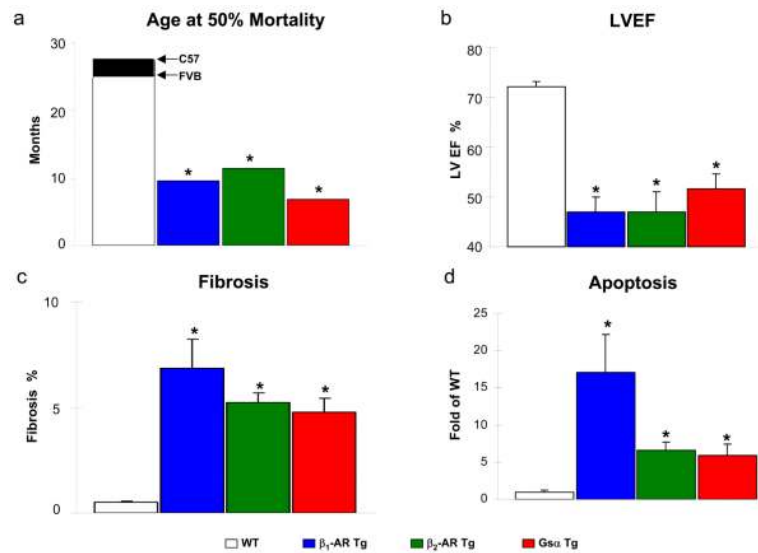 a
Age at 50% Mortality
30
20
10
0
Months
C57
FVB
*
*
*
b
LVEF
80
70
60
50
40
LV EF %
*
*
*
c
Fibrosis
10
5
0
Fibrosis %
*
*
*
d
Apoptosis
25
20
15
10
5
0
Fold of WT
*
*
*
WT
β₁-AR Tg
β₂-AR Tg
Gsα Tg